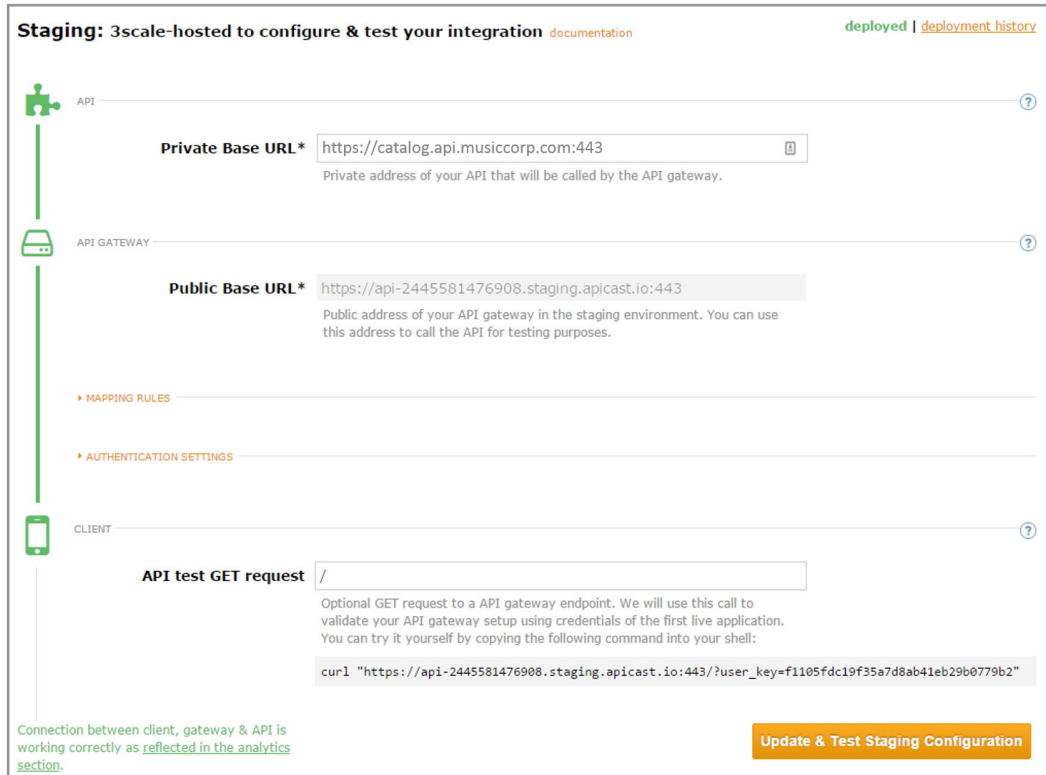 Staging: 3scale-hosted to configure & test your integration documentation
deployed | deployment history
API
?
Private Base URL*
https://catalog.api.musiccorp.com:443
Private address of your API that will be called by the API gateway.
API GATEWAY
?
Public Base URL*
https://api-2445581476908.staging.apicast.io:443
Public address of your API gateway in the staging environment. You can use
this address to call the API for testing purposes.
MAPPING RULES
AUTHENTICATION SETTINGS
CLIENT
?
API test GET request
/
Optional GET request to a API gateway endpoint. We will use this call to
validate your API gateway setup using credentials of the first live application.
You can try it yourself by copying the following command into your shell:
curl "https://api-2445581476908.staging.apicast.io:443/?user_key=f1105fdc19f35a7d8ab41eb29b0779b2"
Connection between client, gateway & API is
working correctly as reflected in the analytics
section.
Update & Test Staging Configuration